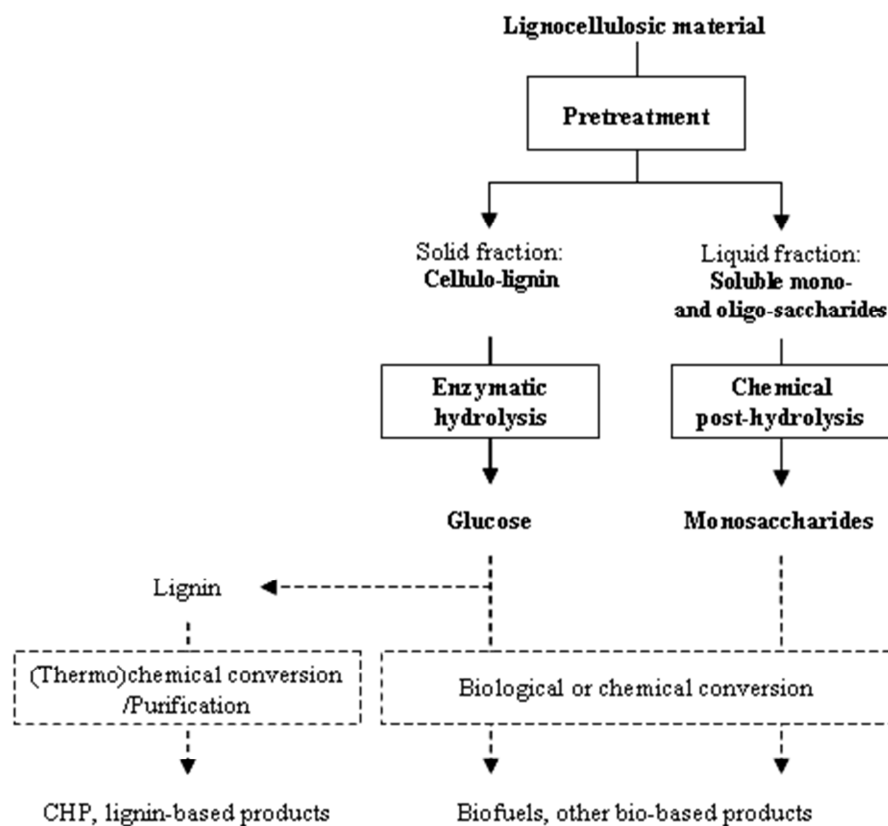 Lignocellulosic material
Pretreatment
Solid fraction:
Cellulo-lignin
Liquid fraction:
Soluble mono-
and oligo-saccharides
Enzymatic
hydrolysis
Chemical
post-hydrolysis
Glucose
Monosaccharides
Lignin
(Thermo)chemical conversion
/Purification
Biological or chemical conversion
CHP, lignin-based products
Biofuels, other bio-based products